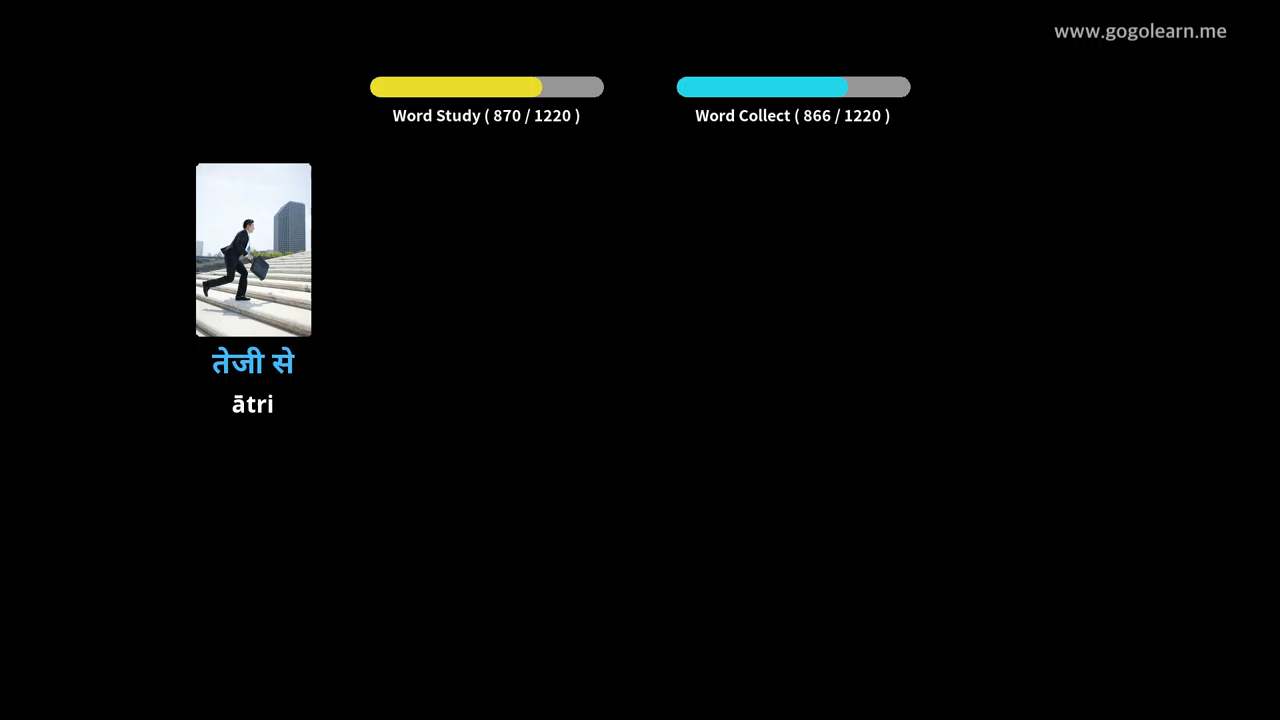 www.gogolearn.me
Word Study ( 870 / 1220 )
Word Collect ( 866 / 1220 )
तेजी से
ātri